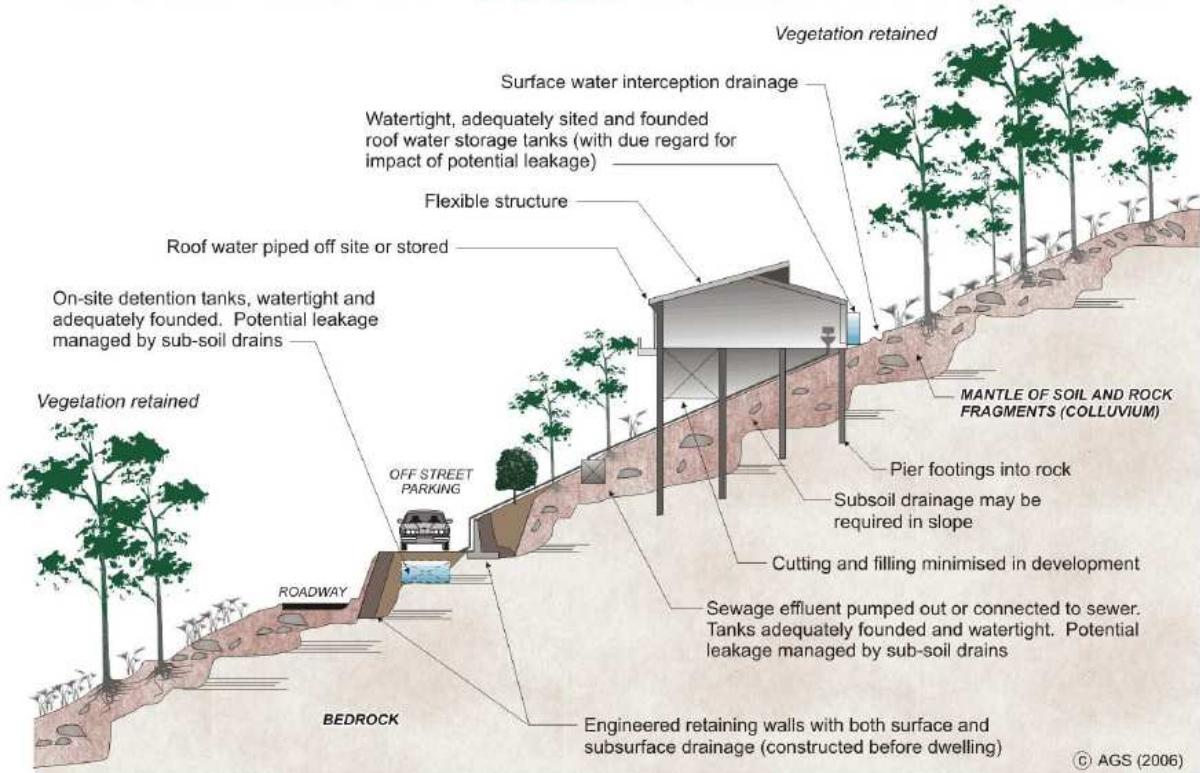 Vegetation retained
Surface water interception drainage
Watertight, adequately sited and founded
roof water storage tanks (with due regard for
impact of potential leakage)
Flexible structure
Roof water piped off site or stored
On-site detention tanks, watertight and
adequately founded. Potential leakage
managed by sub-soil drains
Vegetation retained
MANTLE OF SOIL AND ROCK
FRAGMENTS (COLLUVIUM)
OFF STREET
PARKING
Pier footings into rock
Subsoil drainage may be
required in slope
Cutting and filling minimised in development
ROADWAY
Sewage effluent pumped out or connected to sewer.
Tanks adequately founded and watertight. Potential
leakage managed by sub-soil drains
BEDROCK
Engineered retaining walls with both surface and
subsurface drainage (constructed before dwelling)
© AGS (2006)